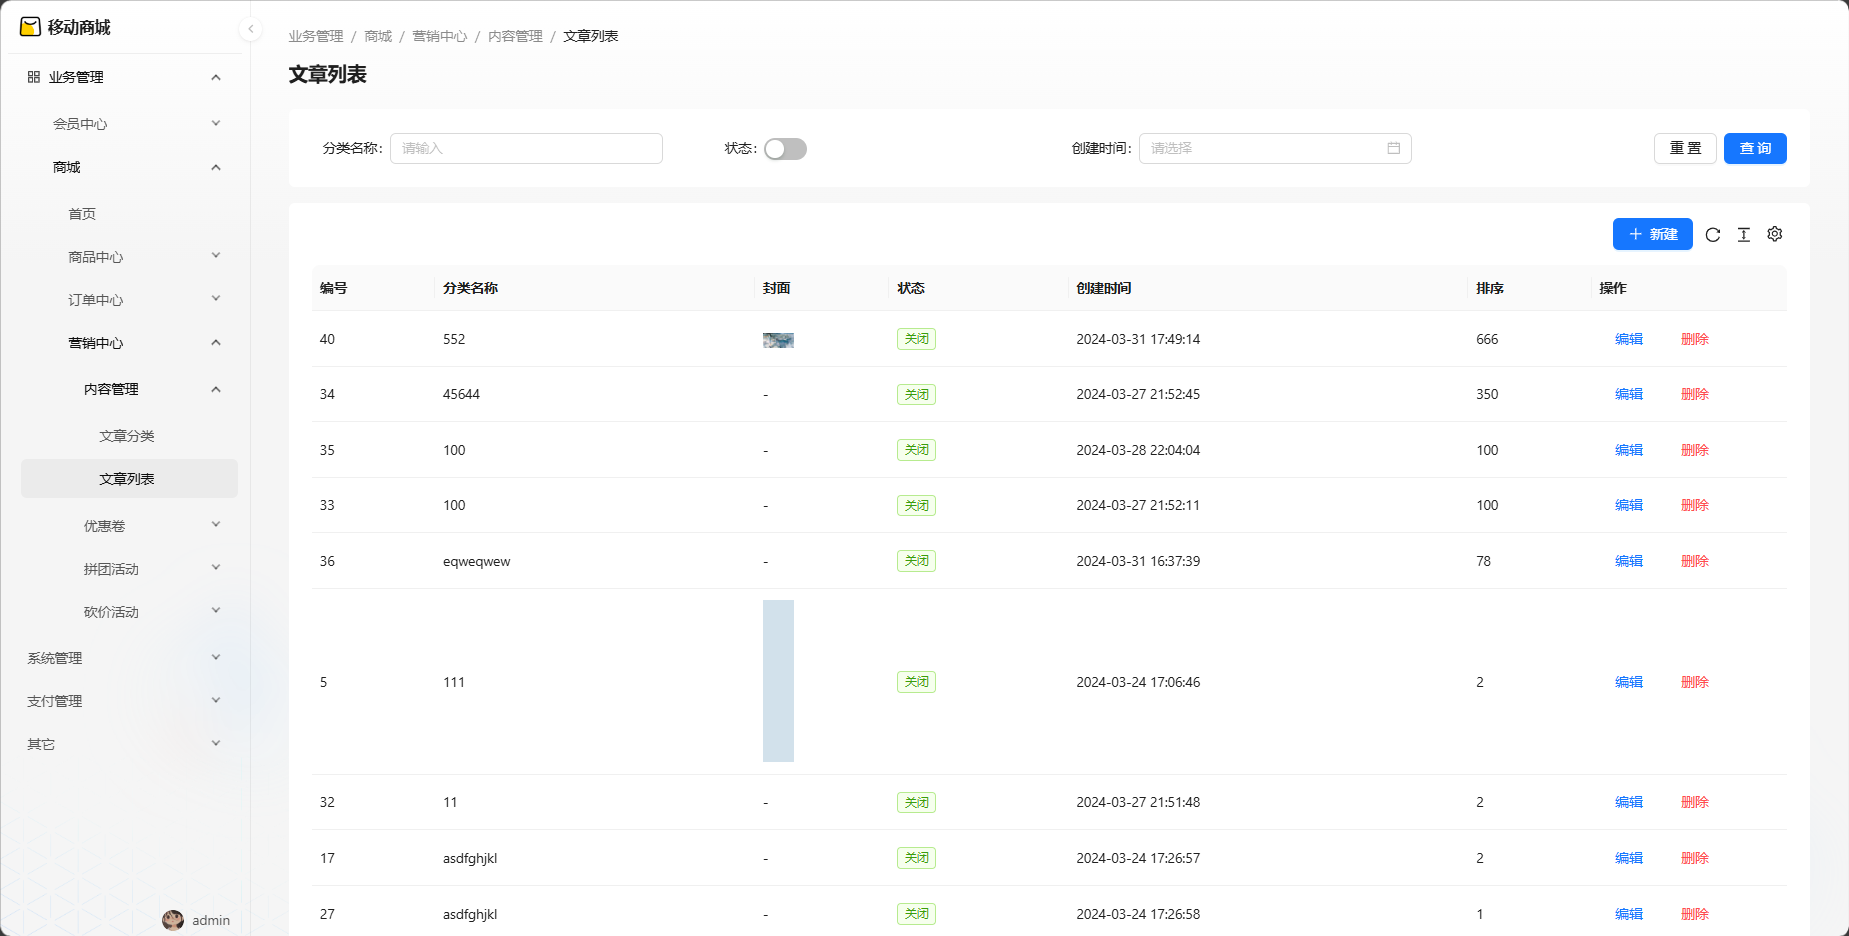 移动商城
业务管理
会员中心
商城
首页
商品中心
订单中心
营销中心
内容管理
文章分类
文章列表
优惠卷
拼团活动
砍价活动
系统管理
支付管理
其它
admin
业务管理 / 商城 / 营销中心 / 内容管理 / 文章列表
文章列表
分类名称: 请输入 状态: 创建时间: 请选择 重 置 查 询
新建
编号 分类名称 封面 状态 创建时间 排序 操作
40 552 关闭 2024-03-31 17:49:14 666 编辑 删除
34 45644 - 关闭 2024-03-27 21:52:45 350 编辑 删除
35 100 - 关闭 2024-03-28 22:04:04 100 编辑 删除
33 100 - 关闭 2024-03-27 21:52:11 100 编辑 删除
36 eqweqwew - 关闭 2024-03-31 16:37:39 78 编辑 删除
5 111 关闭 2024-03-24 17:06:46 2 编辑 删除
32 11 - 关闭 2024-03-27 21:51:48 2 编辑 删除
17 asdfghjkl - 关闭 2024-03-24 17:26:57 2 编辑 删除
27 asdfghjkl - 关闭 2024-03-24 17:26:58 1 编辑 删除